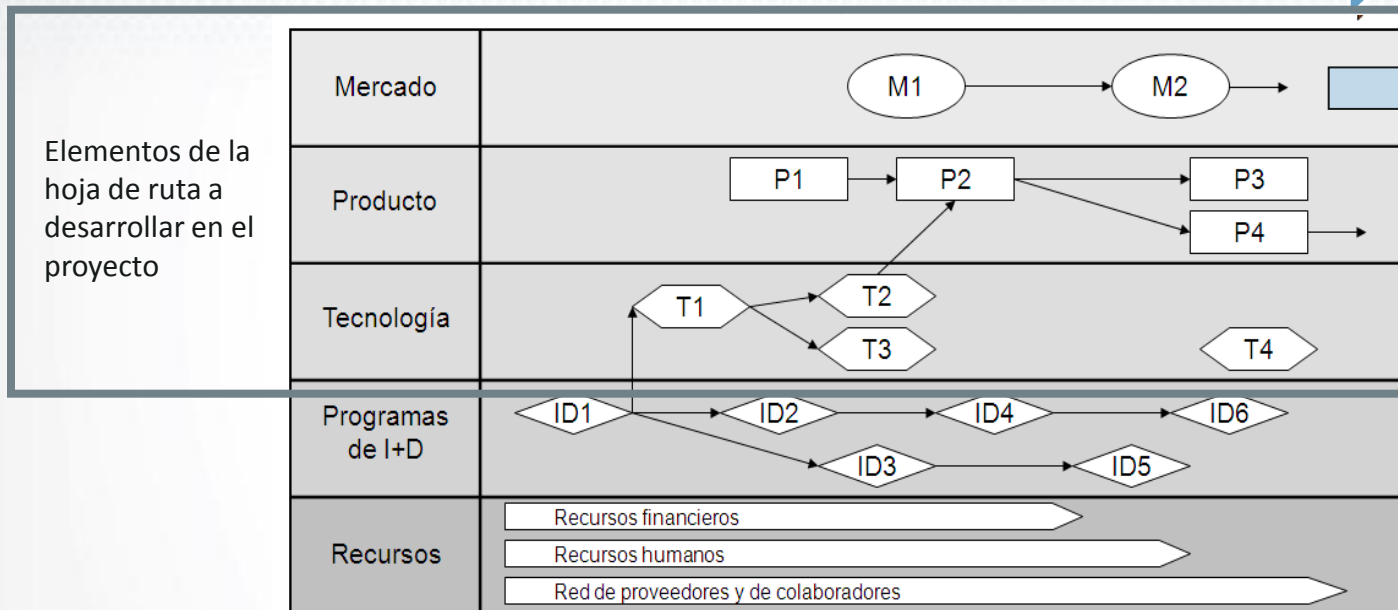 Elementos de la
hoja de ruta a
desarrollar en el
proyecto
Mercado
M1
M2
Producto
P1
P2
P3
P4
Tecnología
T1
T2
T3
T4
Programas
de I+D
ID1
ID2
ID4
ID6
ID3
ID5
Recursos
Recursos financieros
Recursos humanos
Red de proveedores y de colaboradores